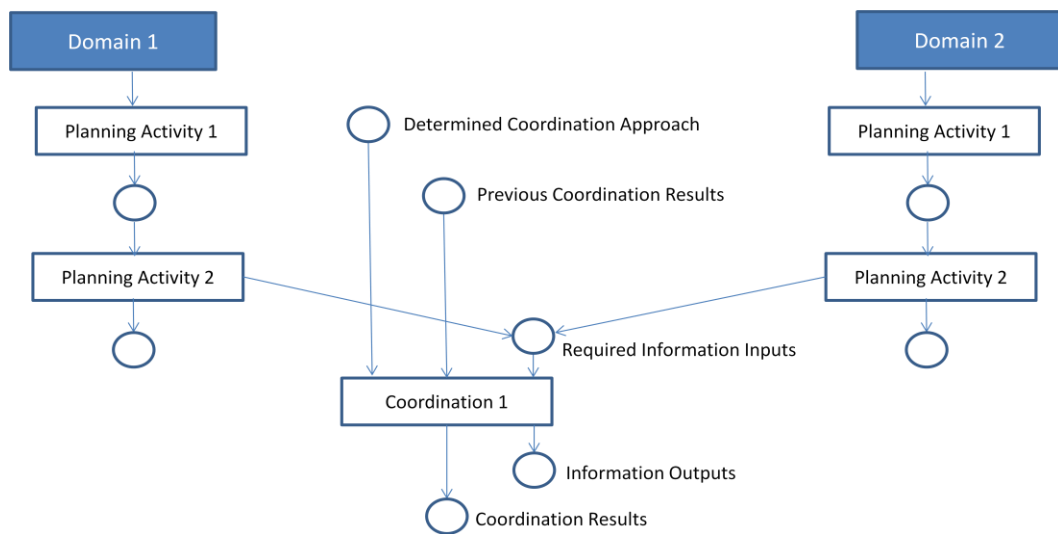 Domain 1
Domain 2
Planning Activity 1
Determined Coordination Approach
Planning Activity 1
Previous Coordination Results
Planning Activity 2
Planning Activity 2
Required Information Inputs
Coordination 1
Information Outputs
Coordination Results